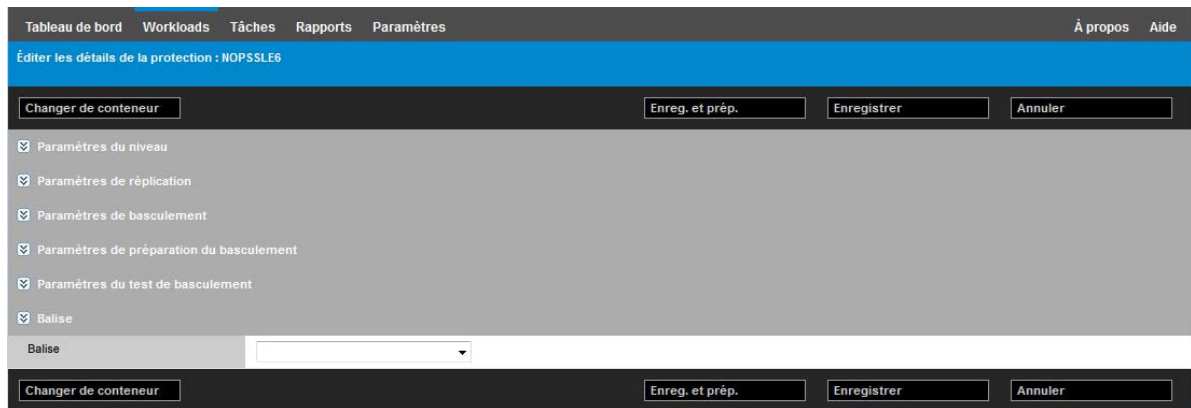 Tableau de bord Workloads Tâches Rapports Paramètres À propos Aide
Éditer les détails de la protection : NOPSSLE6
Changer de conteneur Enreg. et prép. Enregistrer Annuler
Paramètres du niveau
Paramètres de rèplication
Paramètres de basculement
Paramètres de préparation du basculement
Paramètres du test de basculement
Balise
Balise
Changer de conteneur Enreg. et prép. Enregistrer Annuler